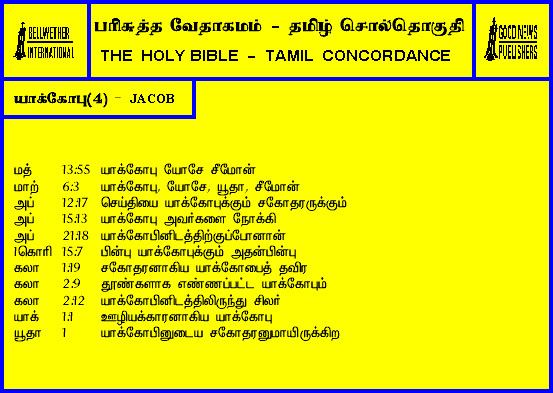 BELLWETHER
INTERNATIONAL
பரிசுத்த வேதாகமம் - தமிழ் சொல்தொகுதி
THE HOLY BIBLE - TAMIL CONCORDANCE
GOOD NEWS
PUBLISHERS
யாக்கோபு(4) - JACOB
மத் 13:55 யாக்கோபு யோசே சீமோன்
மாற் 6:3 யாக்கோபு, யோசே, யூதா, சீமோன்
அப் 12:17 செய்தியை யாக்கோபுக்கும் சகோதரருக்கும்
அப் 15:13 யாக்கோபு அவர்களை நோக்கி
அப் 21:18 யாக்கோபினிடத்திற்குப்போனான்
1கொரி 15:7 பின்பு யாக்கோபுக்கும் அதன்பின்பு
கலா 1:19 சகோதரனாகிய யாக்கோபைத் தவிர
கலா 2:9 தூண்களாக எண்ணப்பட்ட யாக்கோபும்
கலா 2:12 யாக்கோபினிடத்திலிருந்து சிலர்
யாக் 1:1 ஊழியக்காரனாகிய யாக்கோபு
யூதா 1 யாக்கோபினுடைய சகோதரனுமாயிருக்கிற